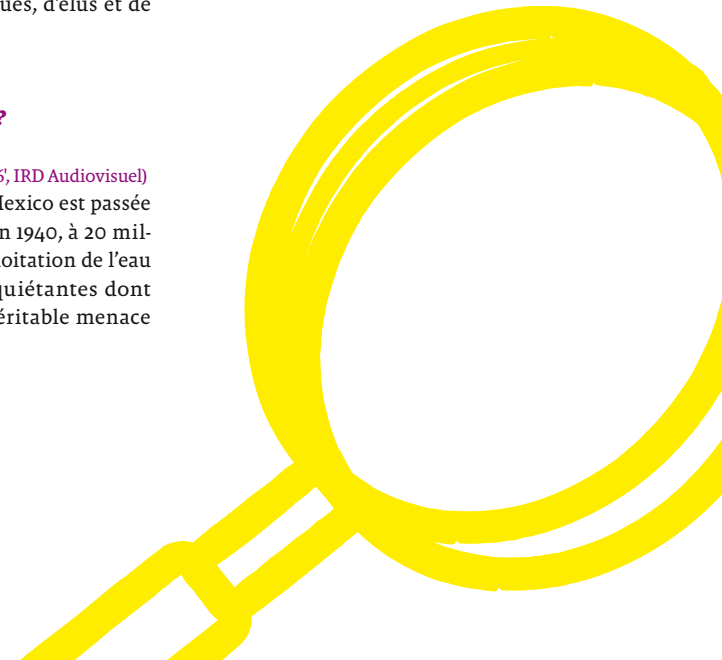 ues, d'élus et de
?
6', IRD Audiovisuel)
Mexico est passée
n 1940, à 20 mil-
loitation de l'eau
quiétantes dont
éritable menace